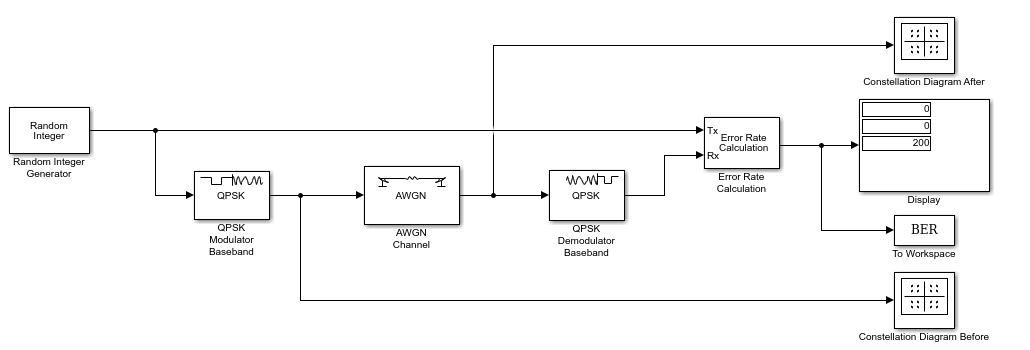 Constellation Diagram After
Random
Integer
Random Integer
Generator
Tx
Rx
Error Rate
Calculation
Error Rate
Calculation
0
0
200
Display
QPSK
QPSK
Modulator
Baseband
AWGN
AWGN
Channel
QPSK
QPSK
Demodulator
Baseband
BER
To Workspace
Constellation Diagram Before